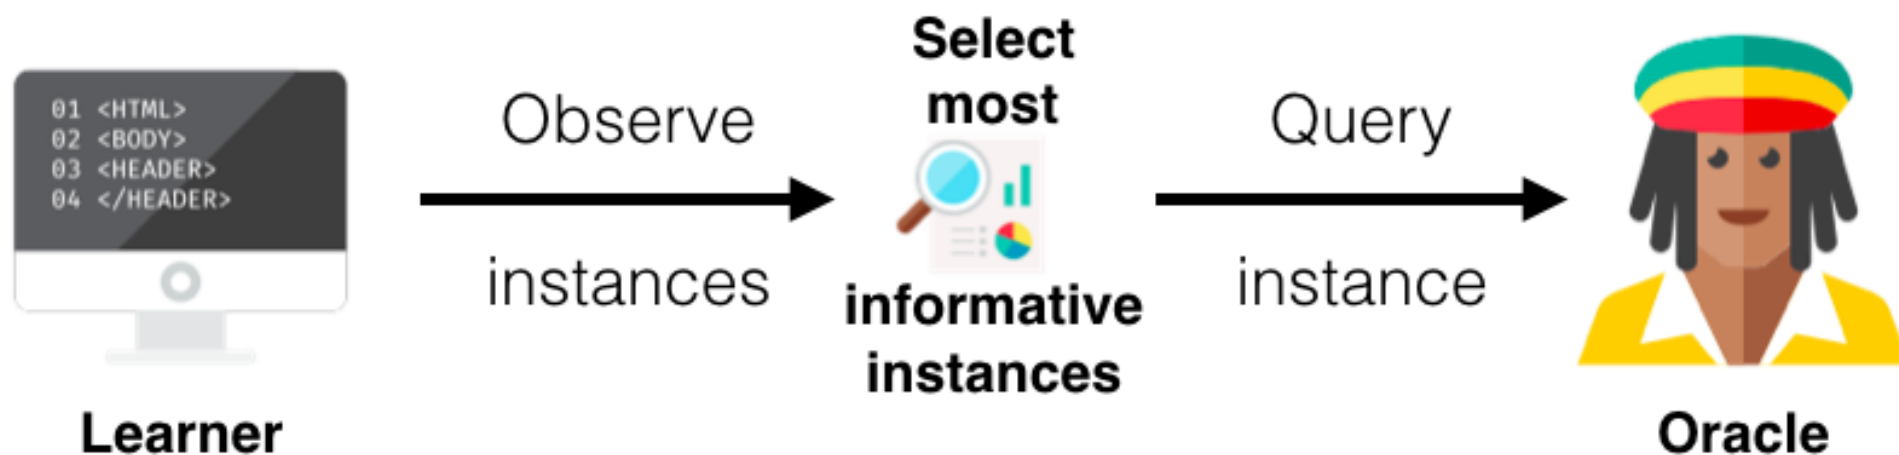 01 <HTML>
02 <BODY>
03 <HEADER>
04 </HEADER>
Learner
Observe
instances
Select
most
informative
instances
Query
instance
Oracle